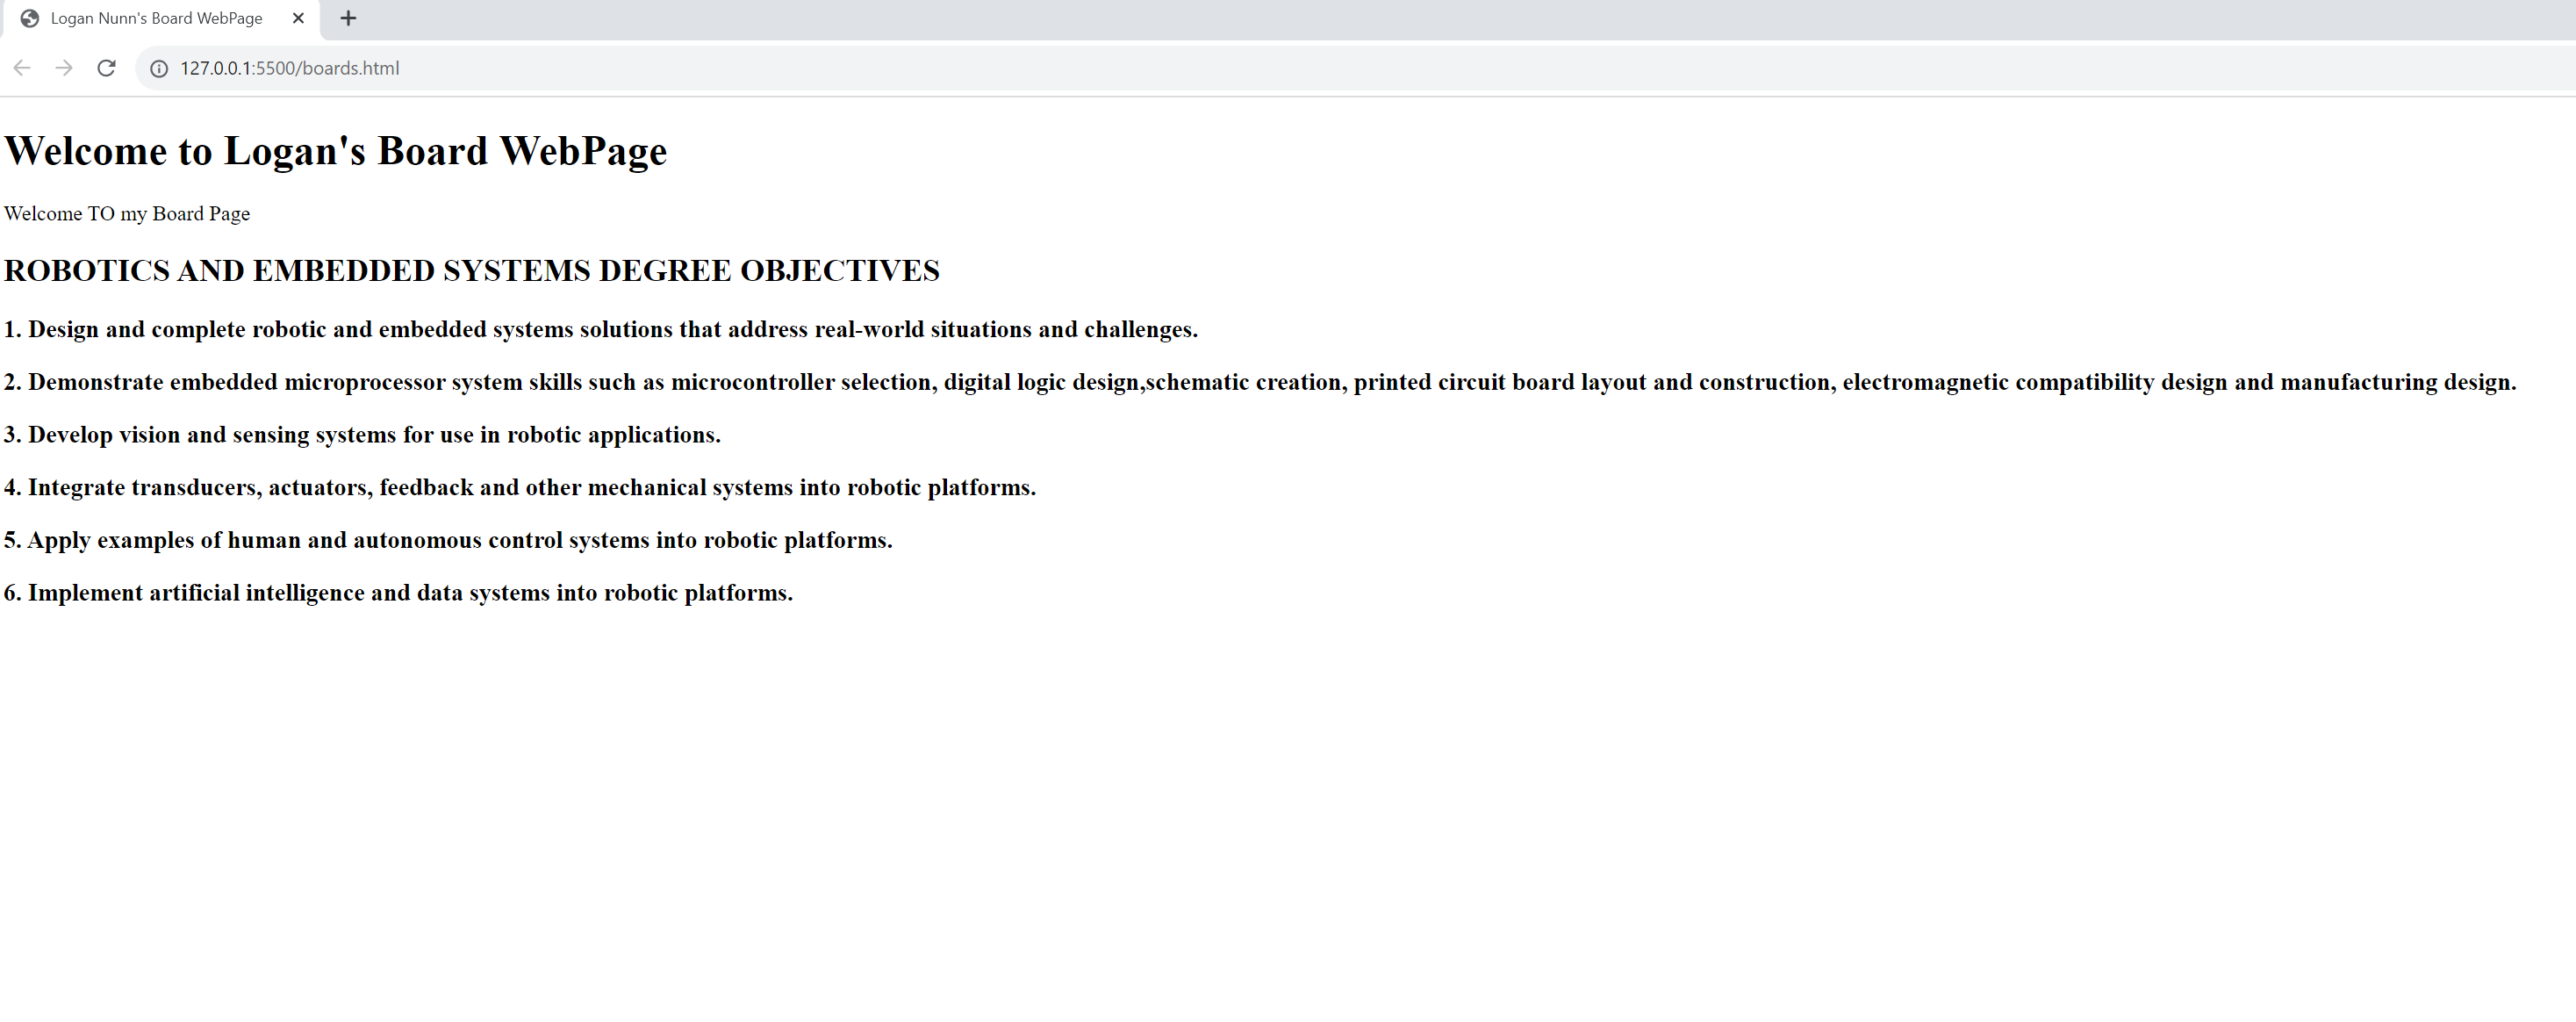 Logan Nunn's Board WebPage
127.0.0.1:5500/boards.html
Welcome to Logan's Board WebPage
Welcome TO my Board Page
ROBOTICS AND EMBEDDED SYSTEMS DEGREE OBJECTIVES
1. Design and complete robotic and embedded systems solutions that address real-world situations and challenges.
2. Demonstrate embedded microprocessor system skills such as microcontroller selection, digital logic design,schematic creation, printed circuit board layout and construction, electromagnetic compatibility design and manufacturing design.
3. Develop vision and sensing systems for use in robotic applications.
4. Integrate transducers, actuators, feedback and other mechanical systems into robotic platforms.
5. Apply examples of human and autonomous control systems into robotic platforms.
6. Implement artificial intelligence and data systems into robotic platforms.